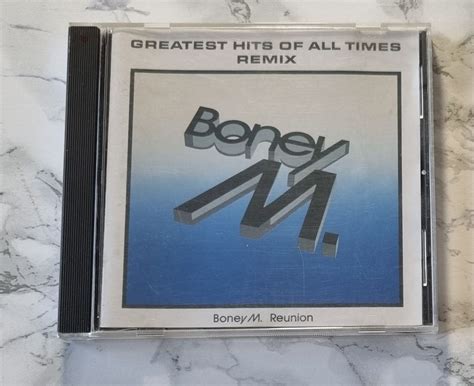 GREATEST HITS OF ALL TIMES
REMIX
Boney
M.
Boney M. Reunion